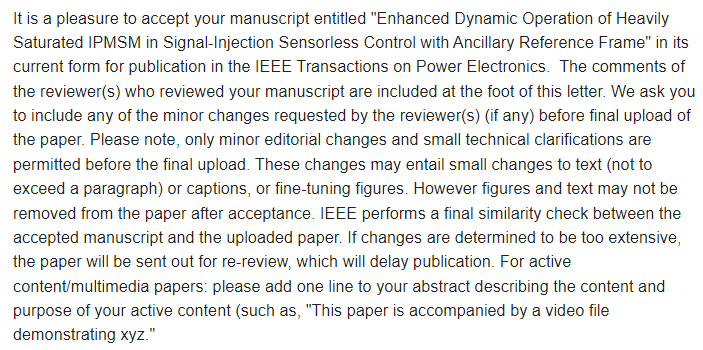 It is a pleasure to accept your manuscript entitled "Enhanced Dynamic Operation of Heavily
Saturated IPMSM in Signal-Injection Sensorless Control with Ancillary Reference Frame" in its
current form for publication in the IEEE Transactions on Power Electronics.  The comments of
the reviewer(s) who reviewed your manuscript are included at the foot of this letter. We ask you
to include any of the minor changes requested by the reviewer(s) (if any) before final upload of
the paper. Please note, only minor editorial changes and small technical clarifications are
permitted before the final upload. These changes may entail small changes to text (not to
exceed a paragraph) or captions, or fine-tuning figures. However figures and text may not be
removed from the paper after acceptance. IEEE performs a final similarity check between the
accepted manuscript and the uploaded paper. If changes are determined to be too extensive,
the paper will be sent out for re-review, which will delay publication. For active
content/multimedia papers: please add one line to your abstract describing the content and
purpose of your active content (such as, "This paper is accompanied by a video file
demonstrating xyz."